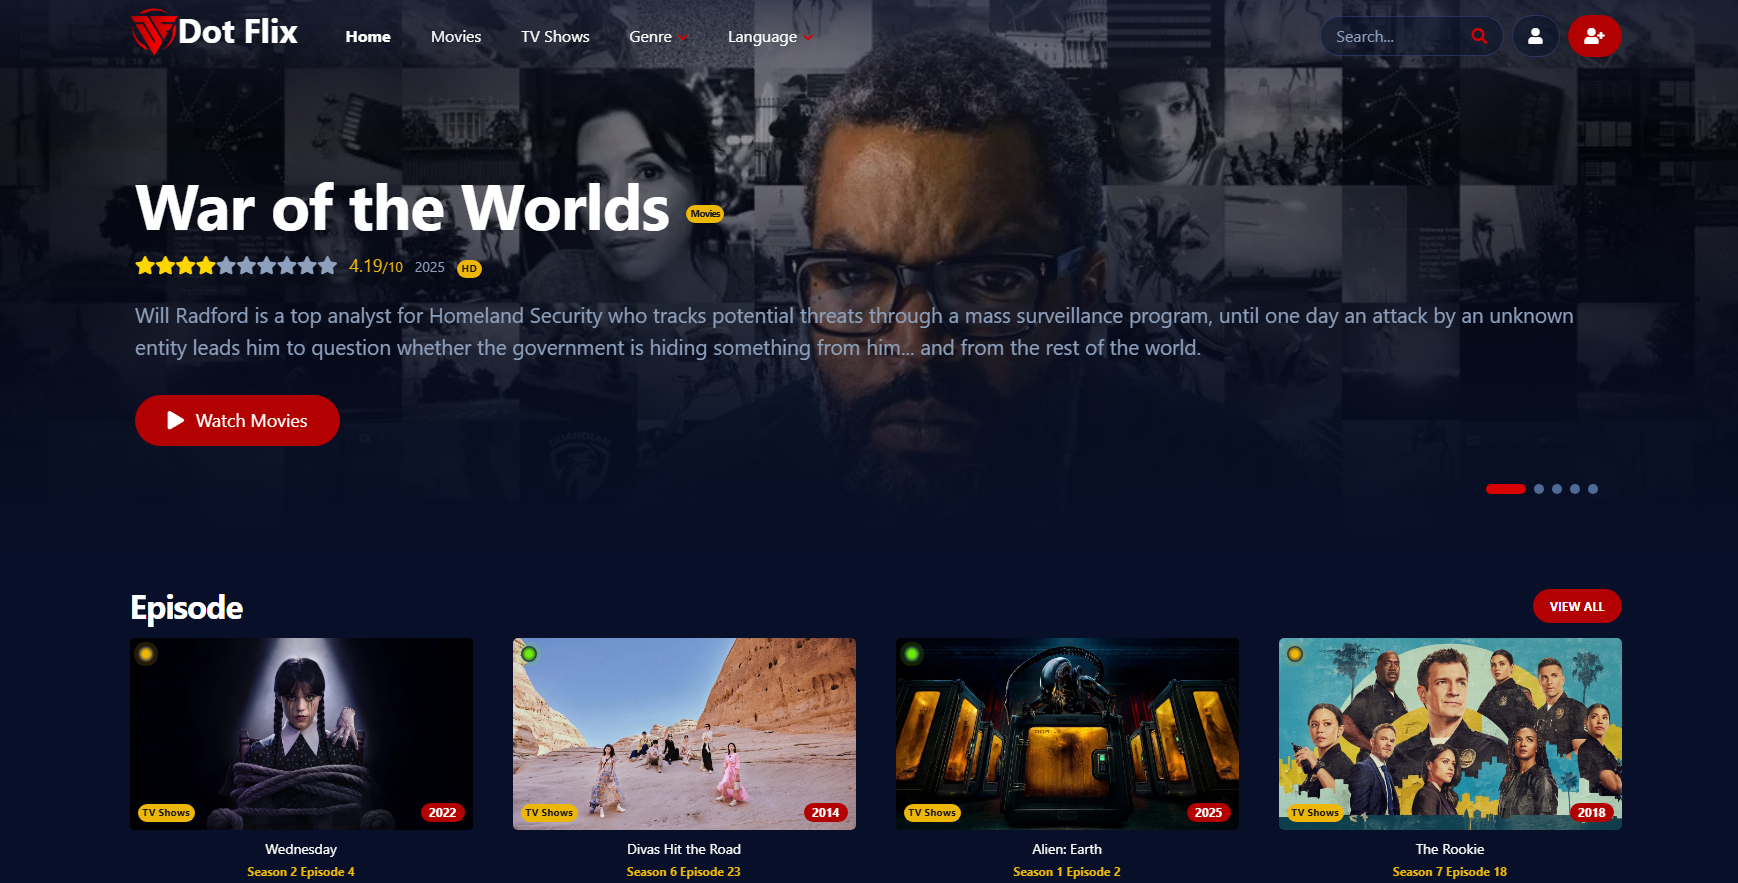 Dot Flix
Home
Movies
TV Shows
Genre
Language
Search...
War of the Worlds
Movies
4.19/10
2025
HD
Will Radford is a top analyst for Homeland Security who tracks potential threats through a mass surveillance program, until one day an attack by an unknown
entity leads him to question whether the government is hiding something from him... and from the rest of the world.
Watch Movies
Episode
VIEW ALL
TV Shows
2022
TV Shows
2014
TV Shows
2025
TV Shows
2018
Wednesday
Divas Hit the Road
Alien: Earth
The Rookie
Season 2 Episode 4
Season 6 Episode 23
Season 1 Episode 2
Season 7 Episode 18